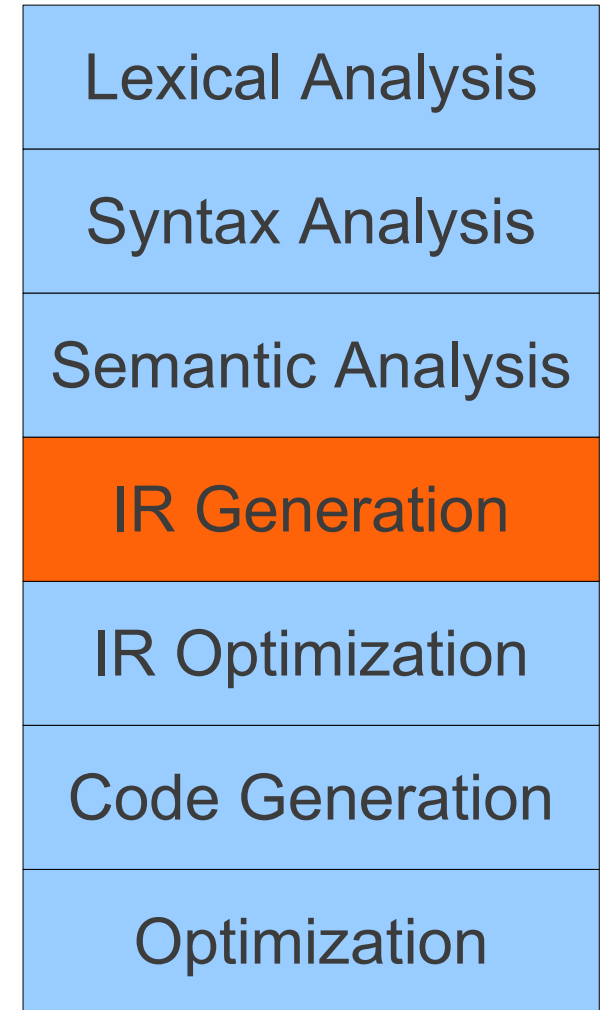 Lexical Analysis
Syntax Analysis
Semantic Analysis
IR Generation
IR Optimization
Code Generation
Optimization